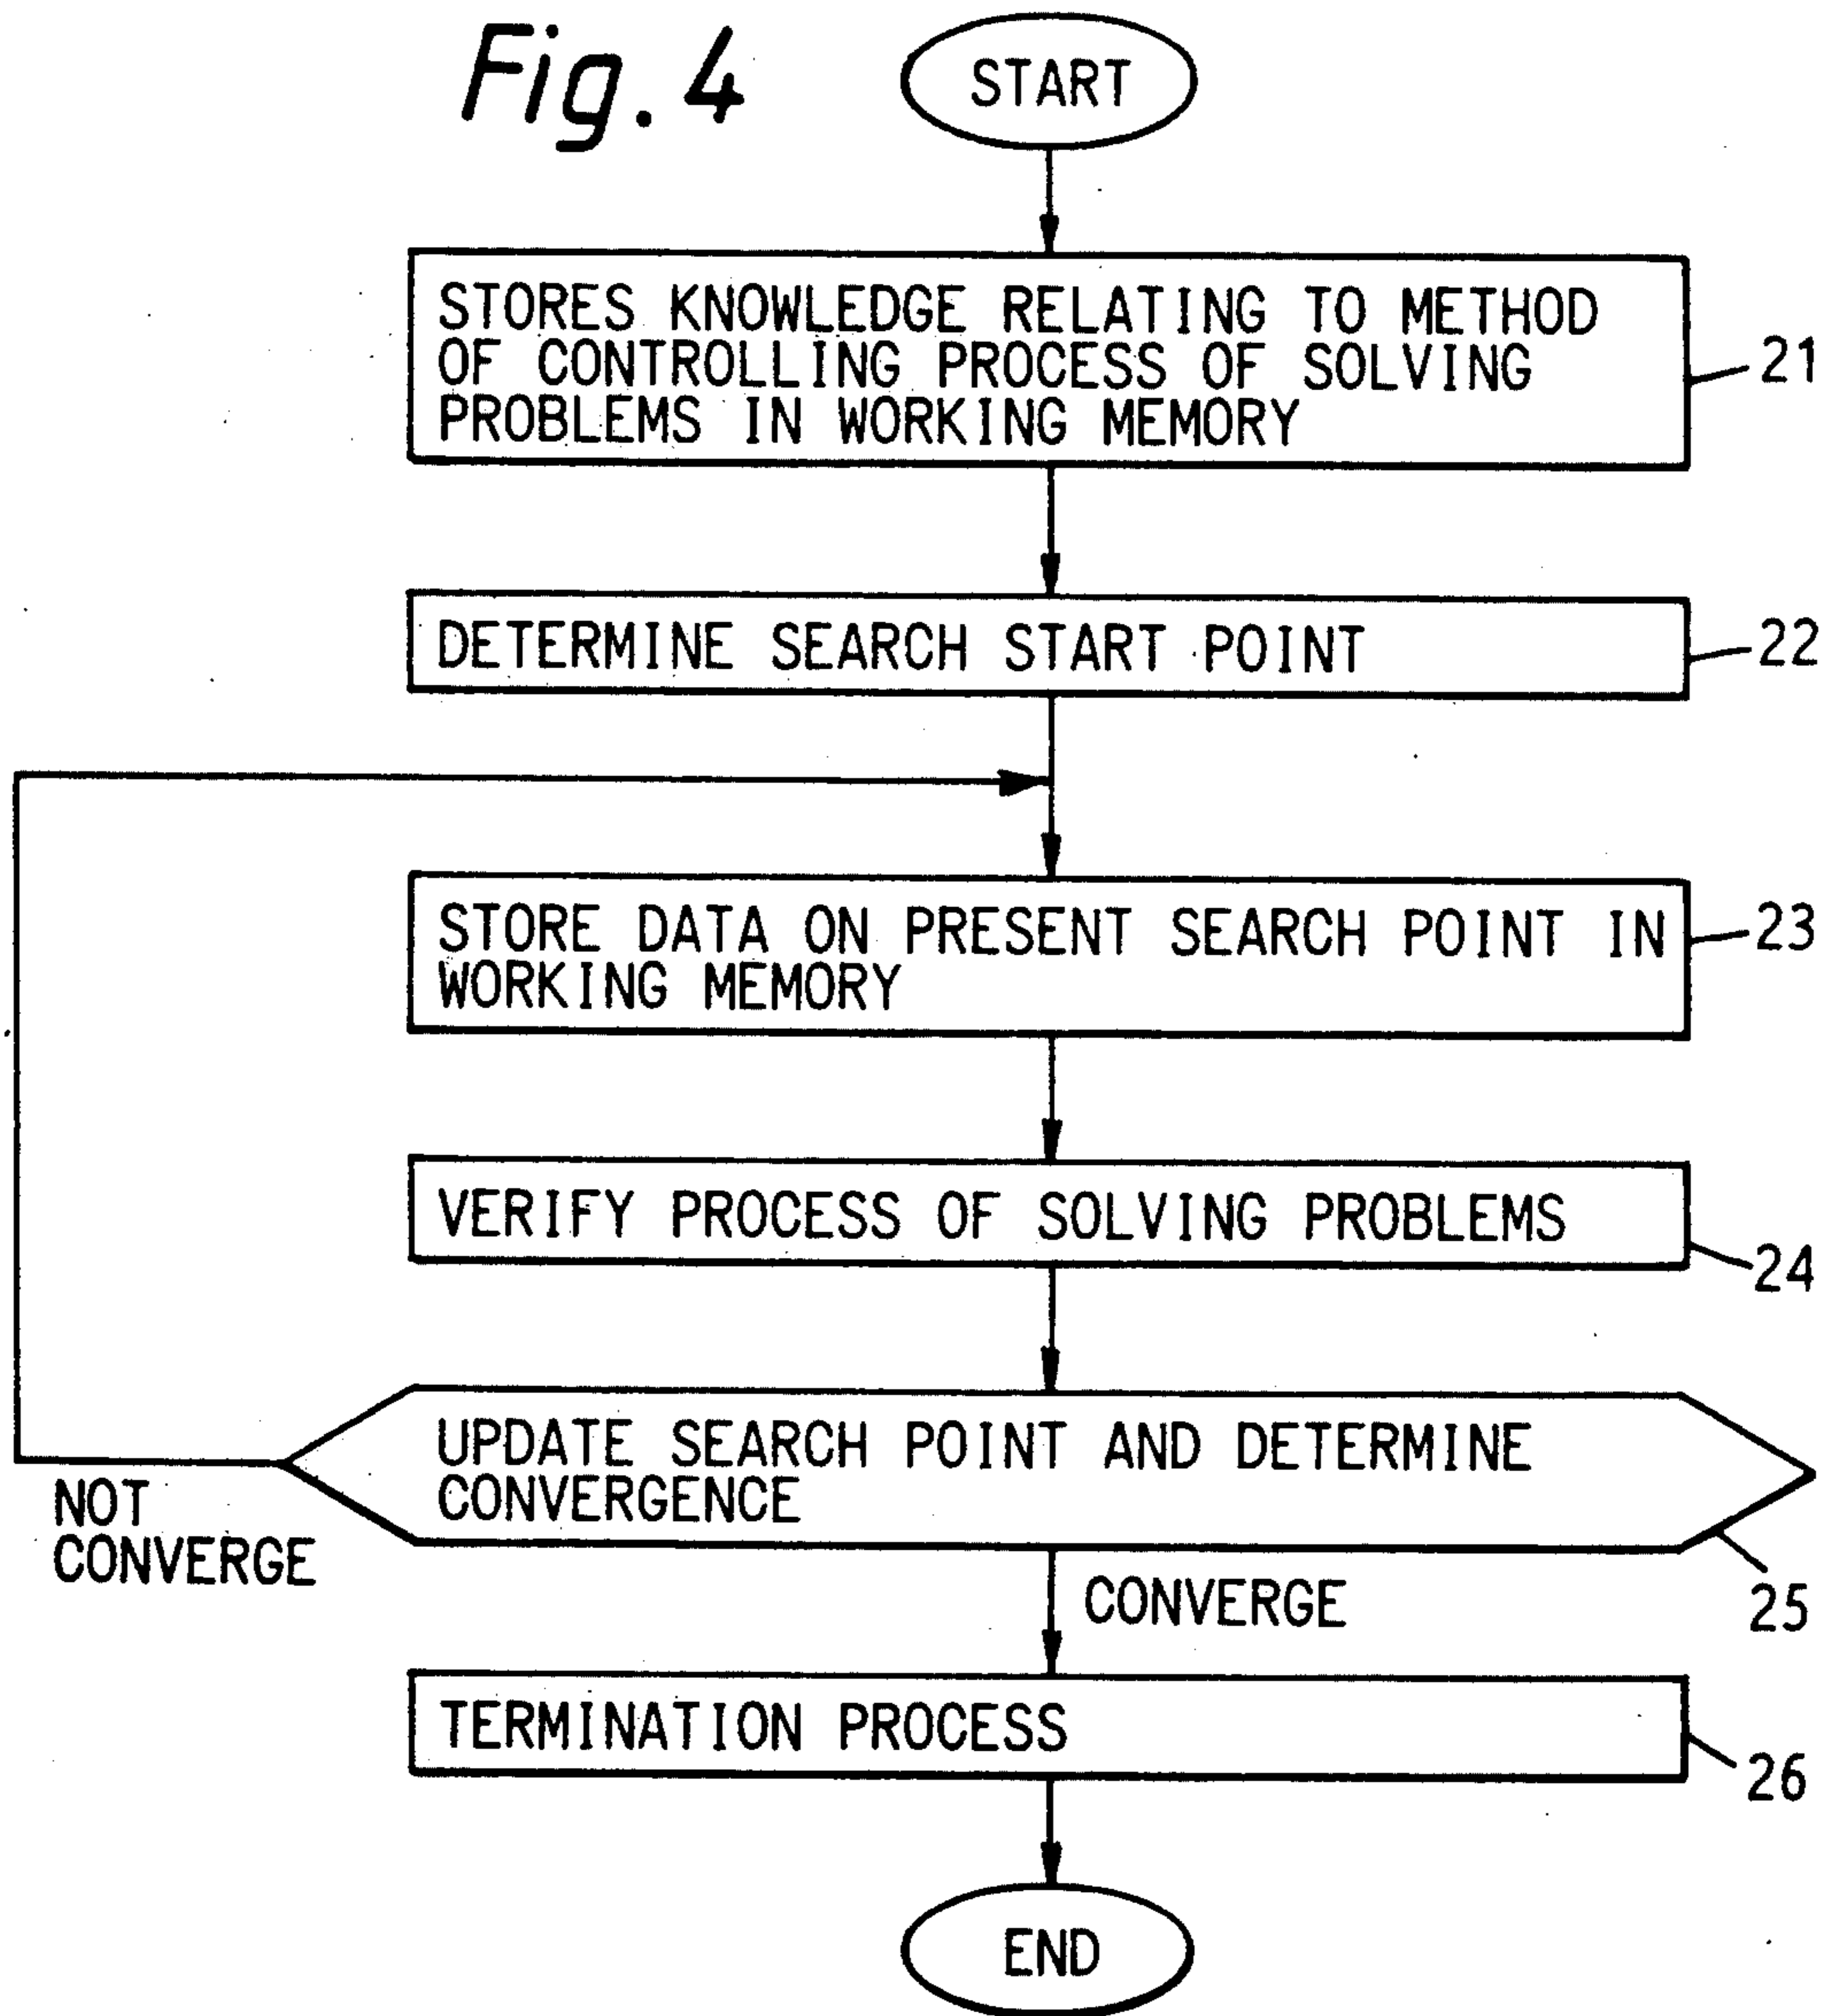 Fig. 4
START
STORES KNOWLEDGE RELATING TO METHOD
OF CONTROLLING PROCESS OF SOLVING
PROBLEMS IN WORKING MEMORY
21
DETERMINE SEARCH START POINT
22
STORE DATA ON PRESENT SEARCH POINT IN
WORKING MEMORY
23
VERIFY PROCESS OF SOLVING PROBLEMS
24
UPDATE SEARCH POINT AND DETERMINE
CONVERGENCE
25
NOT
CONVERGE
CONVERGE
TERMINATION PROCESS
26
END